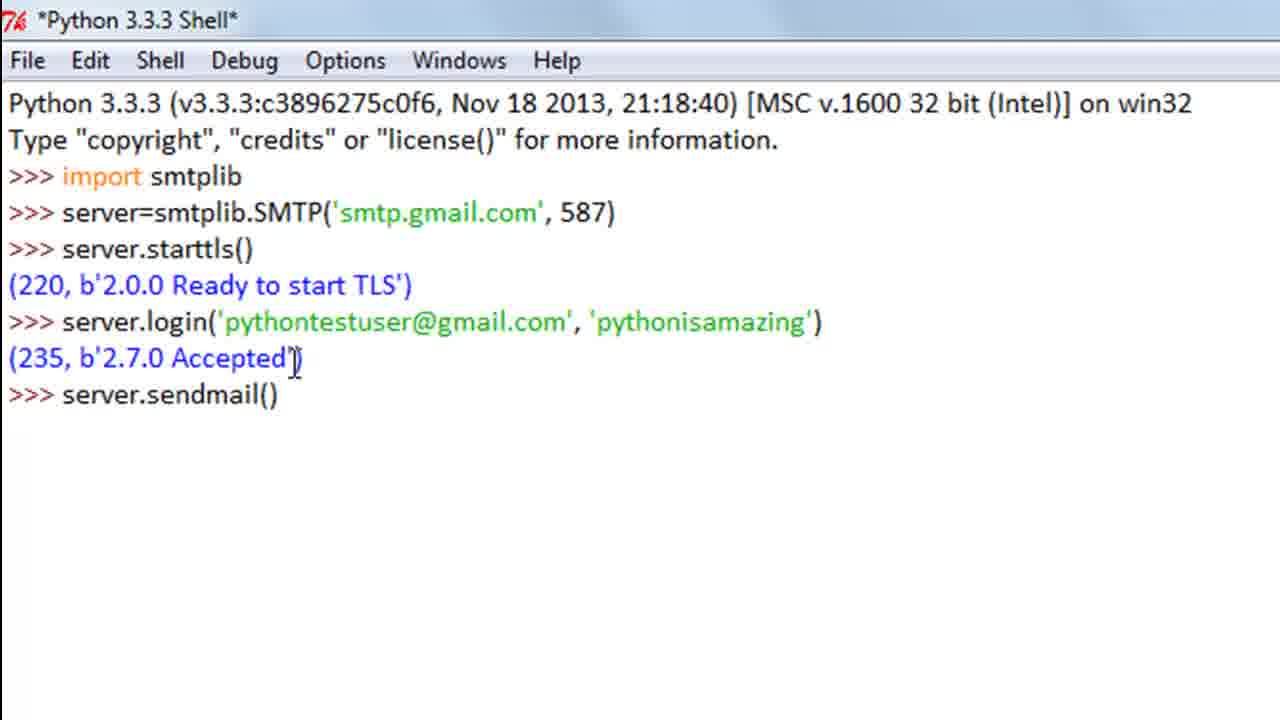 *Python 3.3.3 Shell*
File Edit Shell Debug Options Windows Help
Python 3.3.3 (v3.3.3:c3896275c0f6, Nov 18 2013, 21:18:40) [MSC v.1600 32 bit (Intel)] on win32
Type "copyright", "credits" or "license()" for more information.
>>> import smtplib
>>> server=smtplib.SMTP('smtp.gmail.com', 587)
>>> server.starttls()
(220, b'2.0.0 Ready to start TLS')
>>> server.login('pythontestuser@gmail.com', 'pythonisamazing')
(235, b'2.7.0 Accepted')
>>> server.sendmail()